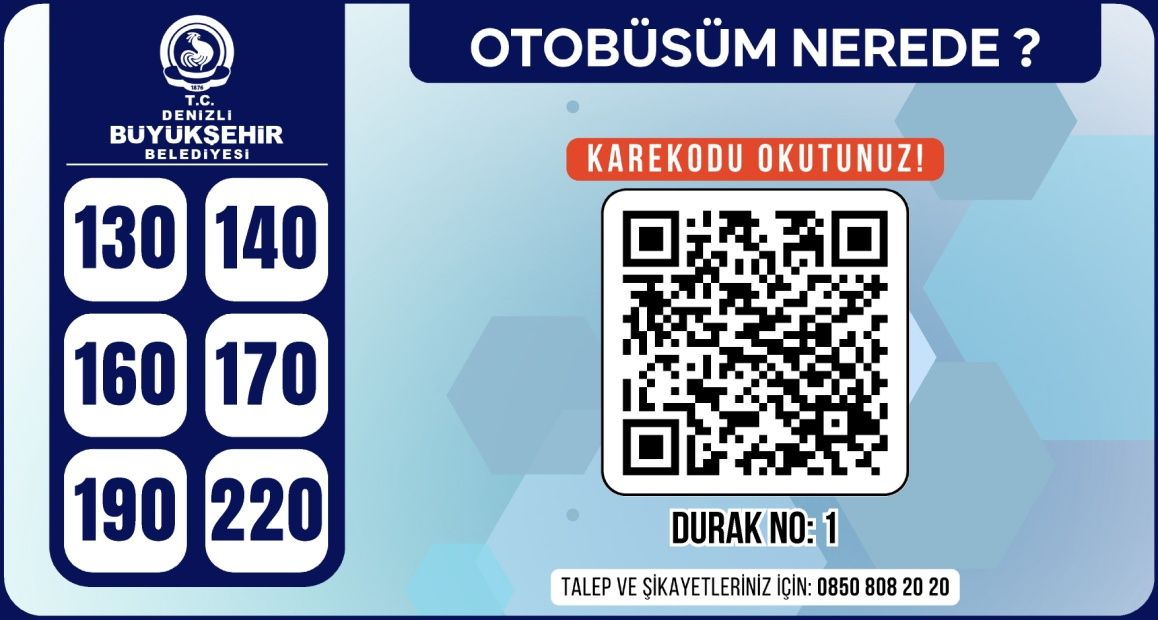 1876
T.C.
DENİZLİ
BÜYÜKŞEHİR
BELEDİYESİ
130
140
160
170
190
220
OTOBÜSÜM NEREDE ?
KAREKODU OKUTUNUZ!
DURAK NO: 1
TALEP VE ŞİKAYETLERİNİZ İÇİN: 0850 808 20 20